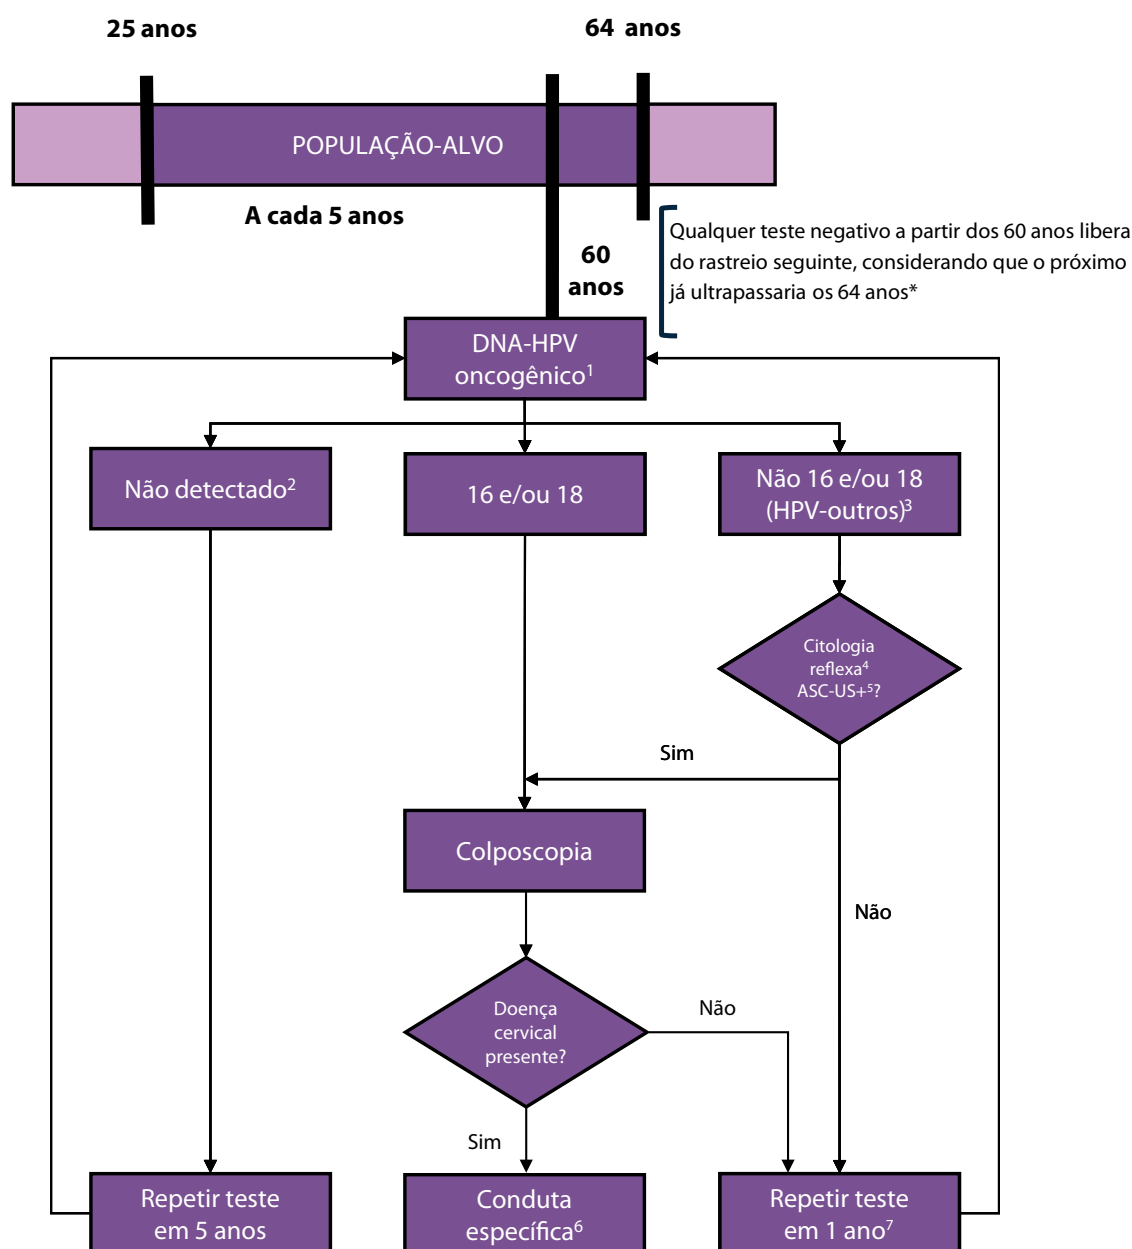 25 anos
64 anos
POPULAÇÃO-ALVO
A cada 5 anos
60
anos
Qualquer teste negativo a partir dos 60 anos libera
do rastreio seguinte, considerando que o próximo
já ultrapassaria os 64 anos*
DNA-HPV
oncogênico¹
Não detectado²
16 e/ou 18
Não 16 e/ou 18
(HPV-outros)³
Citologia
reflexa⁴
ASC-US+⁵?
Sim
Colposcopia
Não
Doença
cervical
presente?
Não
Sim
Repetir teste
em 5 anos
Conduta
específica⁶
Repetir teste
em 1 ano⁷